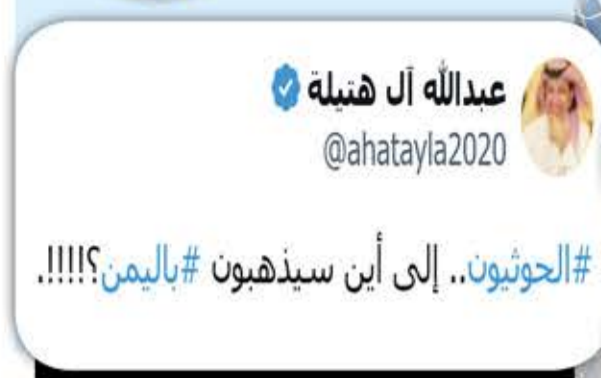 عبدالله آل هتيلة
@ahatayla2020
#الحوثيون.. إلى أين سيذهبون #باليمن؟!!!!.